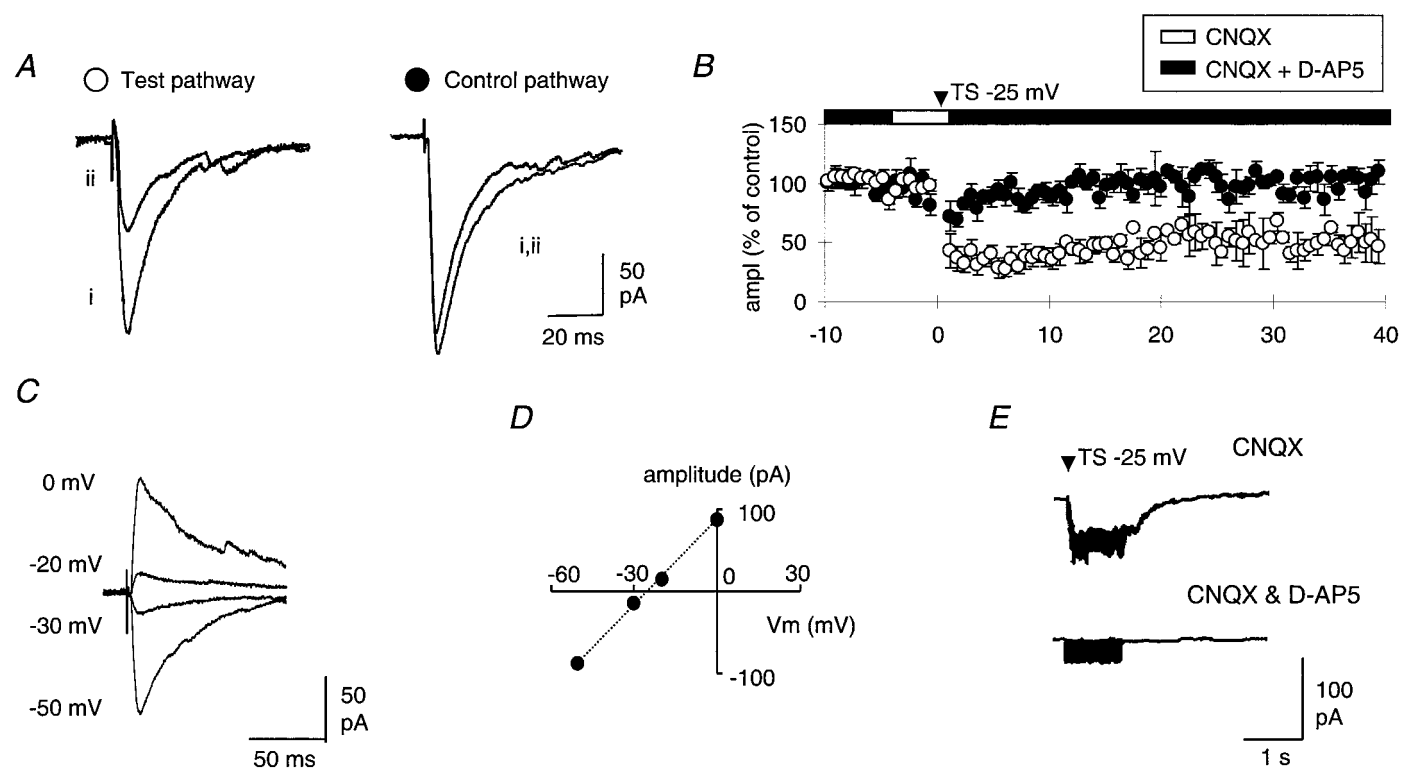 A
Test pathway
Control pathway
ii
i
i,ii
50
pA
20 ms
B
CNQX
CNQX + D-AP5
TS -25 mV
ampl (% of control)
150
100
50
0
-10
0
10
20
30
40
C
0 mV
-20 mV
-30 mV
-50 mV
50
pA
50 ms
D
amplitude (pA)
100
-60
-30
0
30
Vm (mV)
-100
E
CNQX
TS -25 mV
CNQX & D-AP5
100
pA
1 s